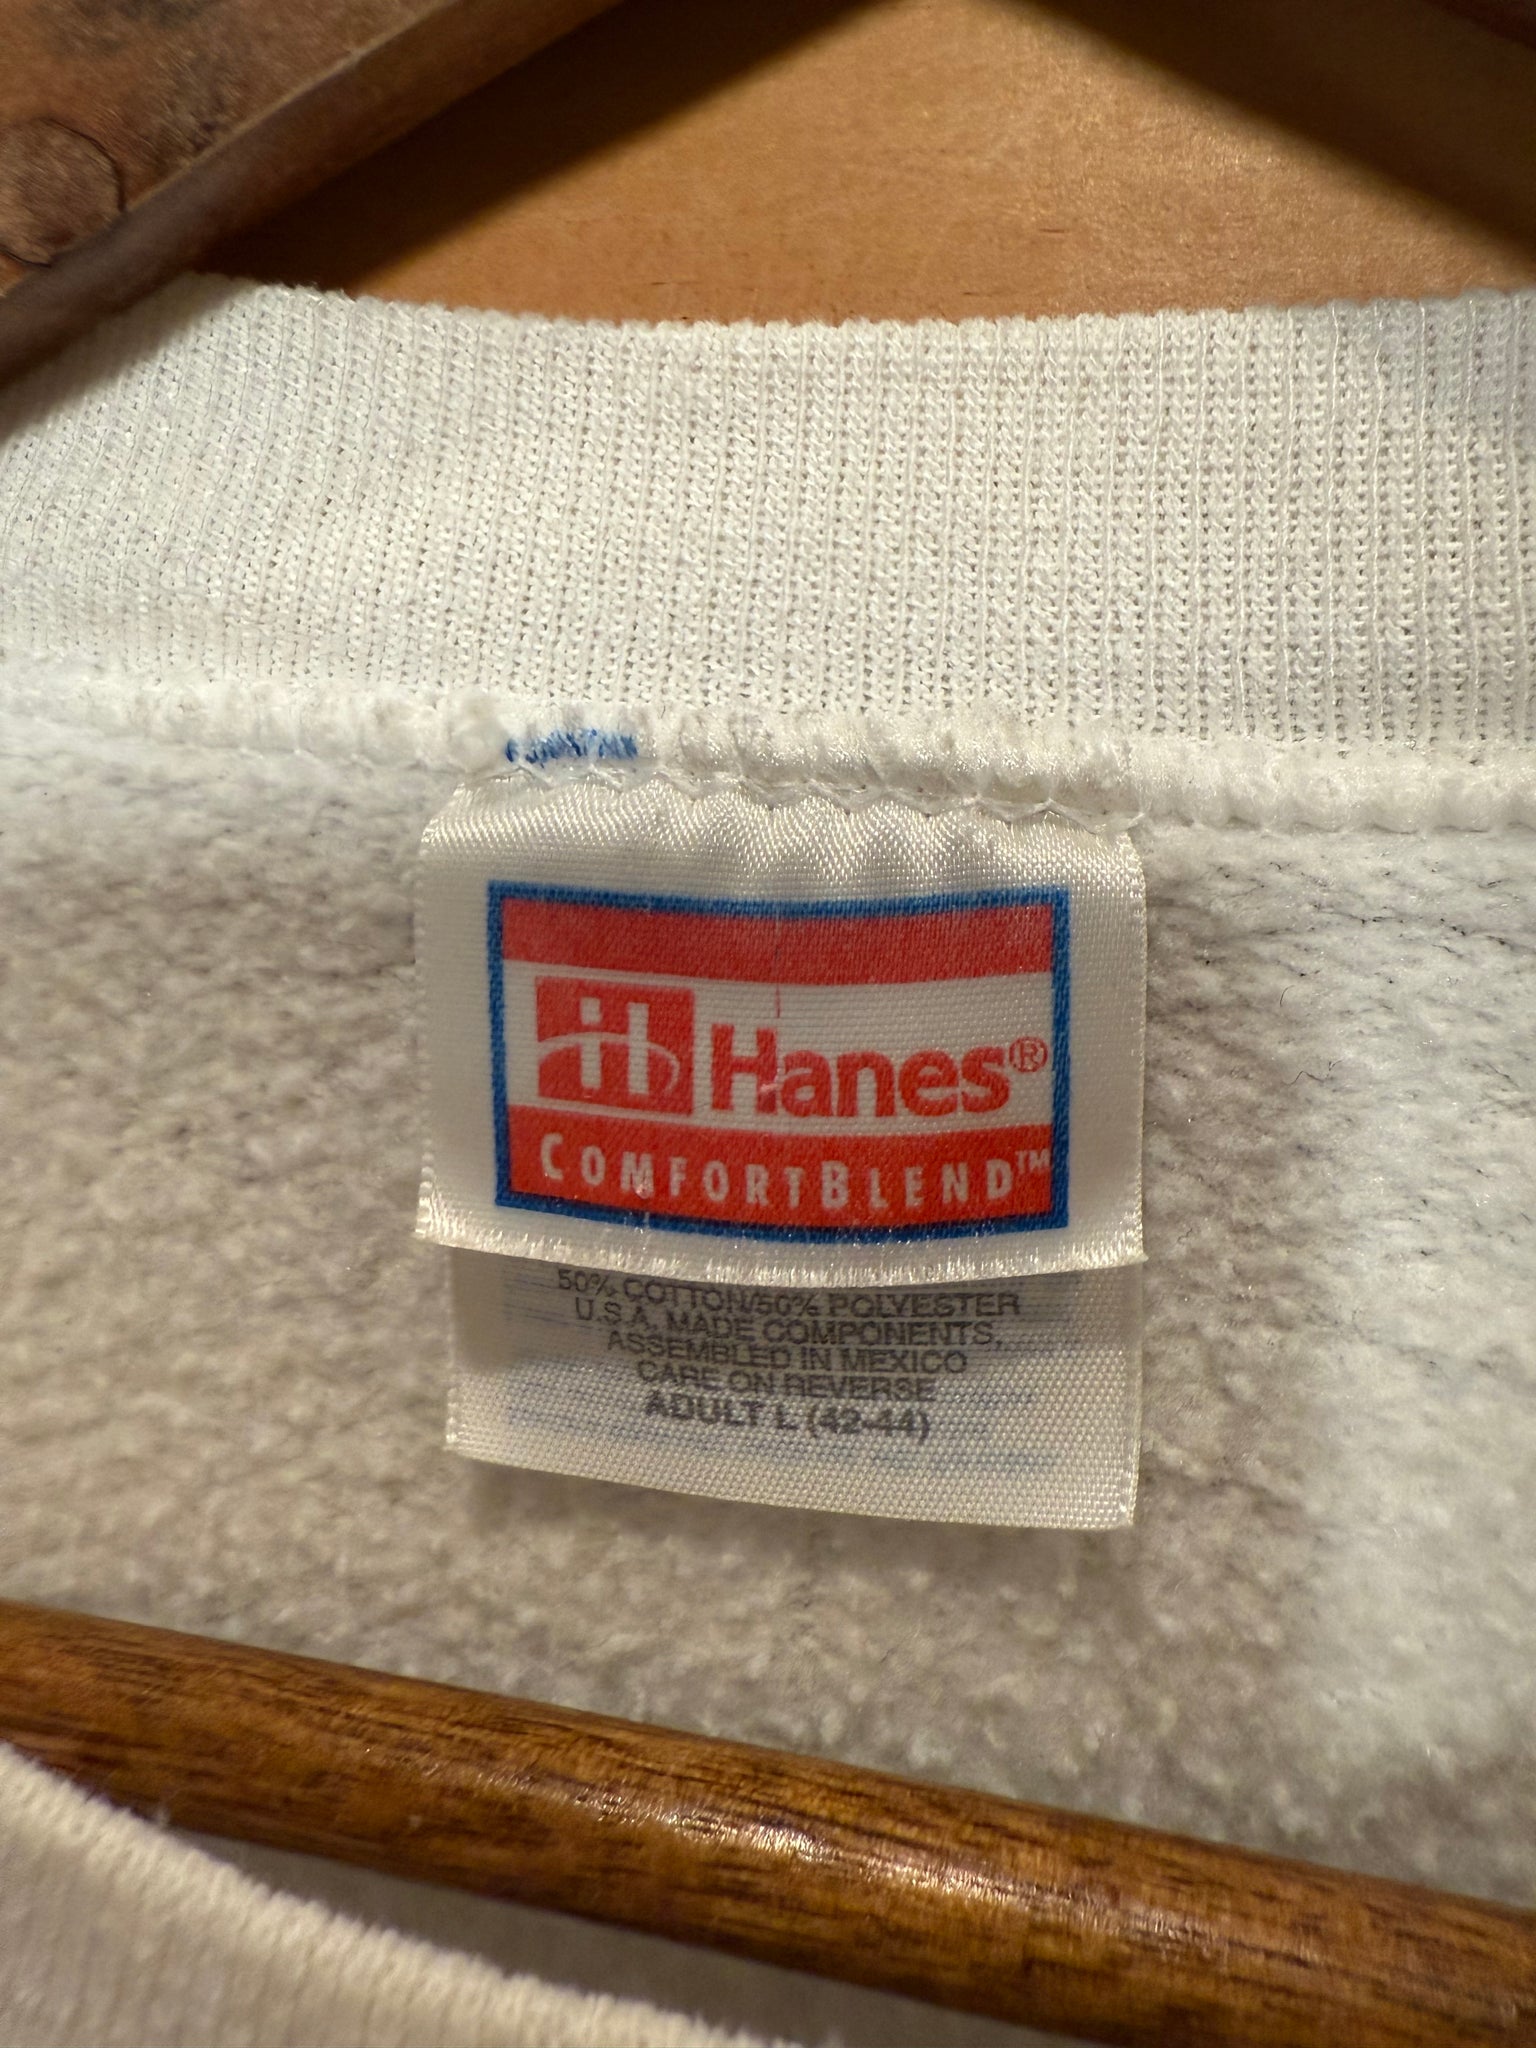 H Hanes®
COMFORTBLEND™
50% COTTON/50% POLYESTER
U.S.A. MADE COMPONENTS,
ASSEMBLED IN MEXICO
CARE ON REVERSE
ADULT L (42-44)